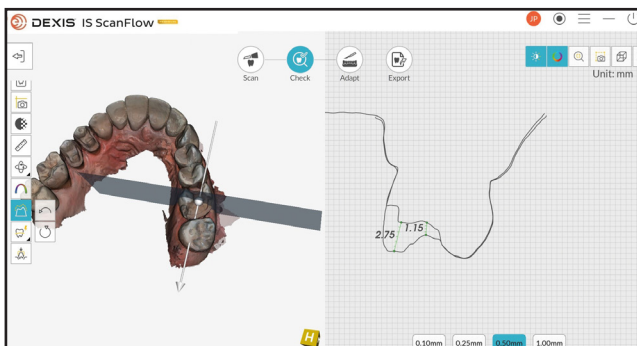 DEXIS IS ScanFlow
JP
Scan
Check
Adapt
Export
Unit: mm
2.75
1.15
H
0.10mm
0.25mm
0.50mm
1.00mm